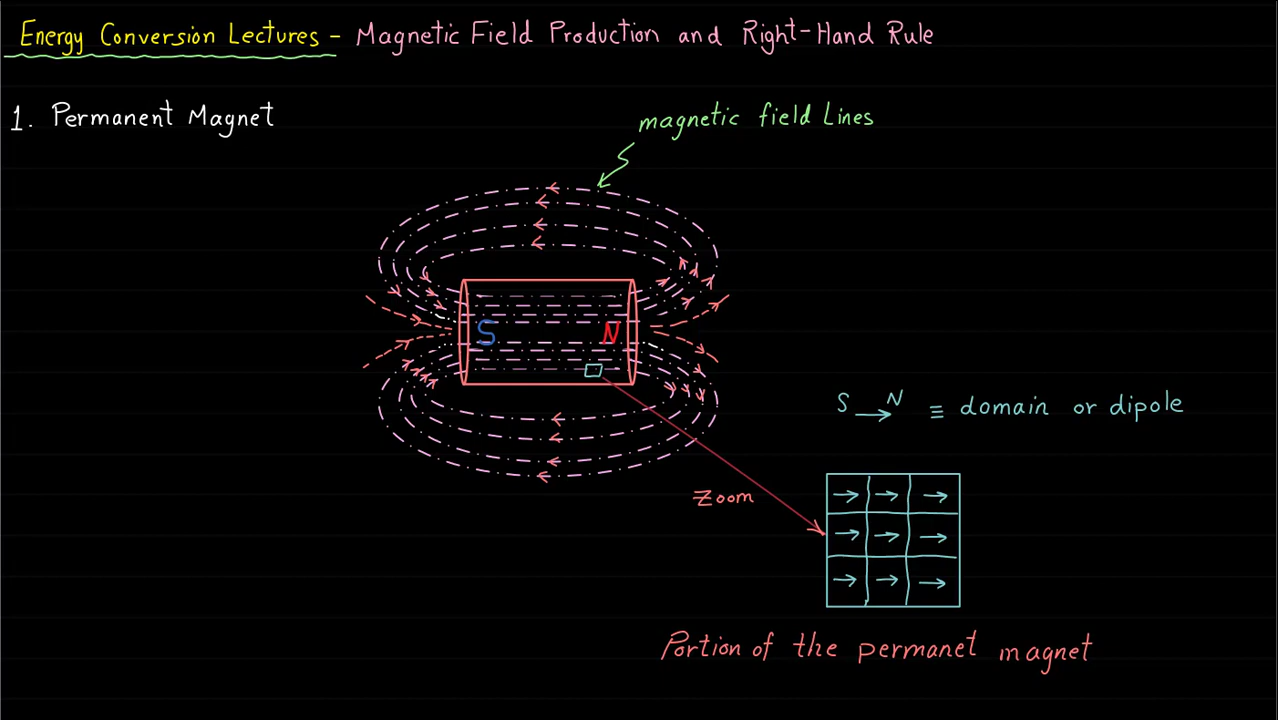 Energy Conversion Lectures - Magnetic Field Production and Right-Hand Rule
1. Permanent Magnet
magnetic field Lines
S
N
S → N ≡ domain or dipole
Zoom
Portion of the permanet magnet